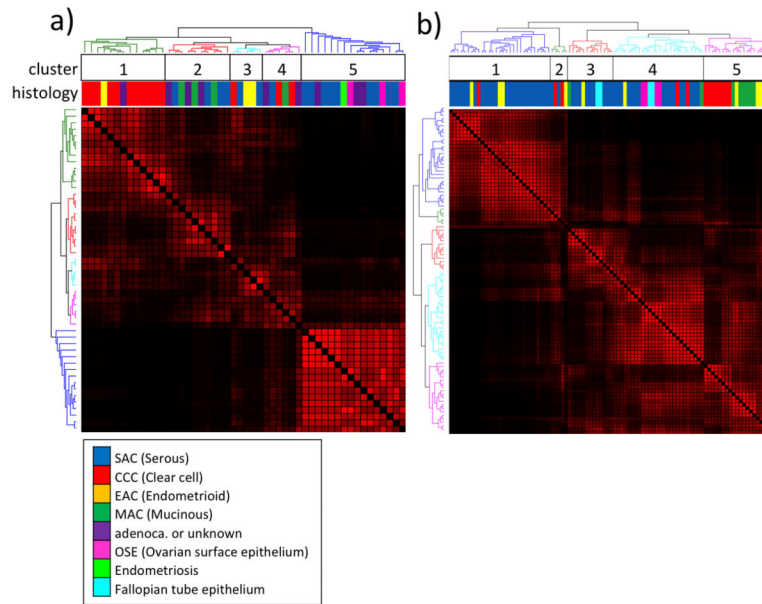 a)
b)
cluster 1 2 3 4 5
1 2 3 4 5
histology
SAC (Serous)
CCC (Clear cell)
EAC (Endometrioid)
MAC (Mucinous)
adenoca. or unknown
OSE (Ovarian surface epithelium)
Endometriosis
Fallopian tube epithelium